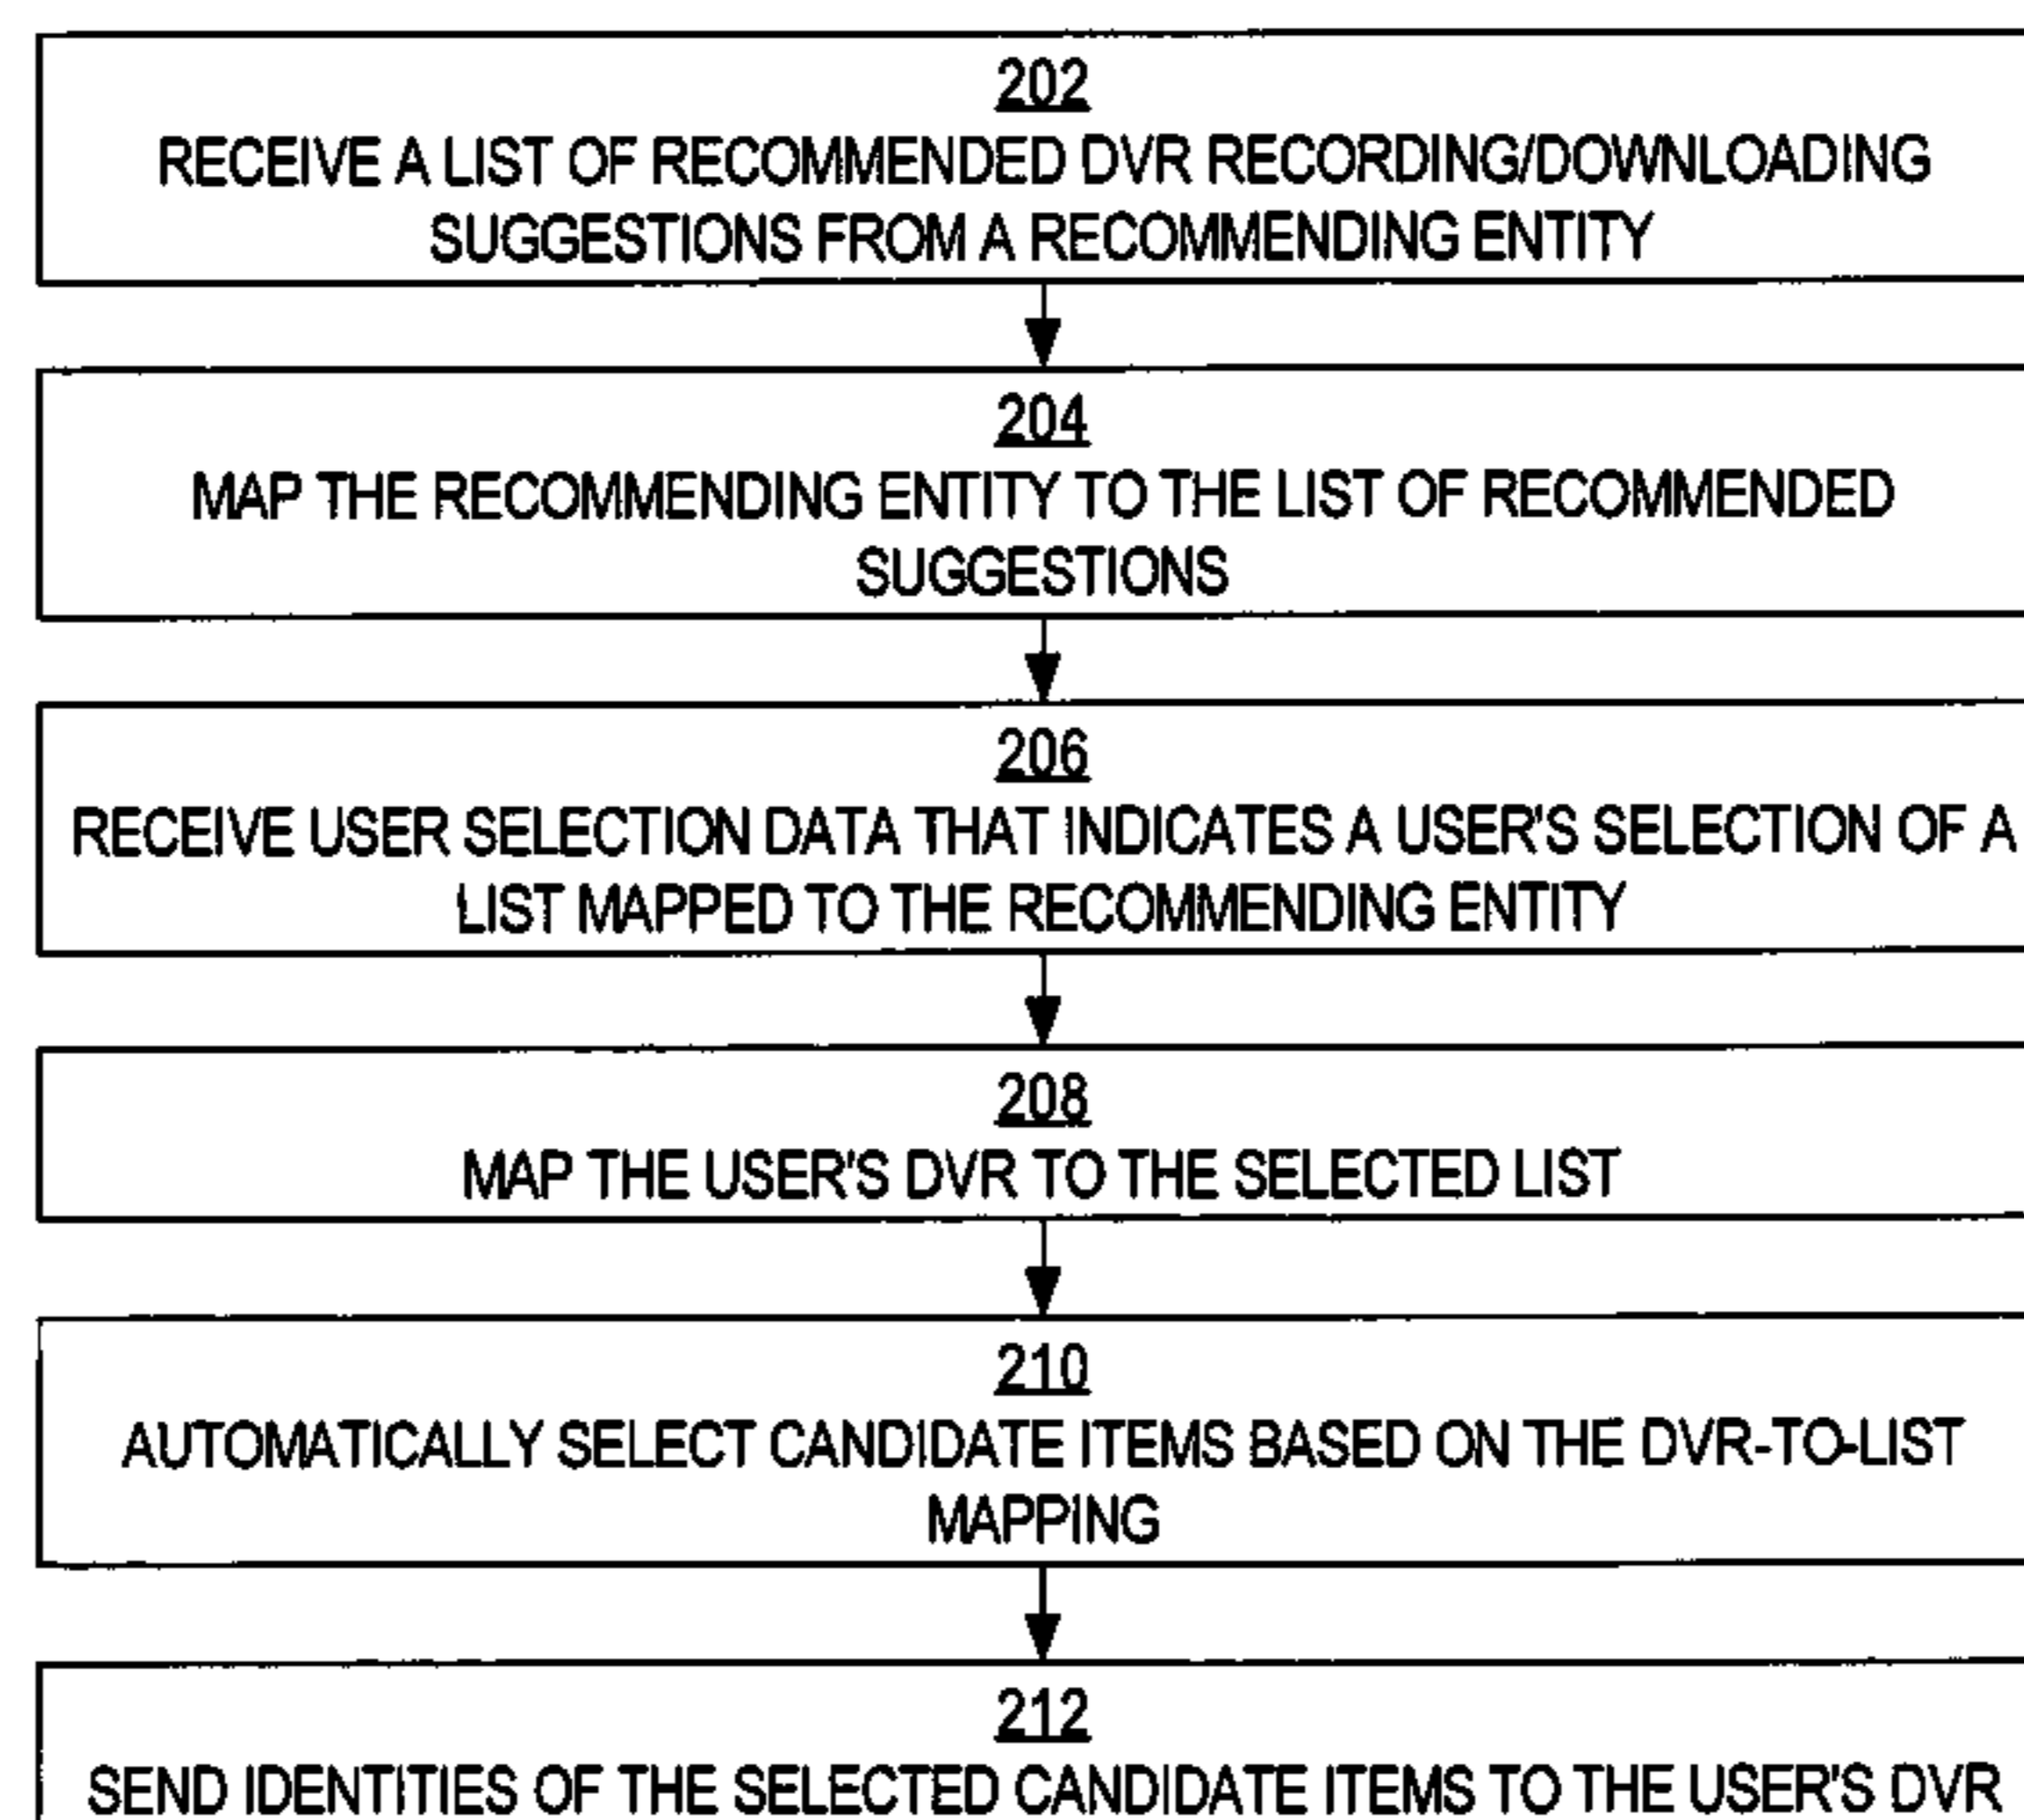 202
RECEIVE A LIST OF RECOMMENDED DVR RECORDING/DOWNLOADING
SUGGESTIONS FROM A RECOMMENDING ENTITY
204
MAP THE RECOMMENDING ENTITY TO THE LIST OF RECOMMENDED
SUGGESTIONS
206
RECEIVE USER SELECTION DATA THAT INDICATES A USER'S SELECTION OF A
LIST MAPPED TO THE RECOMMENDING ENTITY
208
MAP THE USER'S DVR TO THE SELECTED LIST
210
AUTOMATICALLY SELECT CANDIDATE ITEMS BASED ON THE DVR-TO-LIST
MAPPING
212
SEND IDENTITIES OF THE SELECTED CANDIDATE ITEMS TO THE USER'S DVR